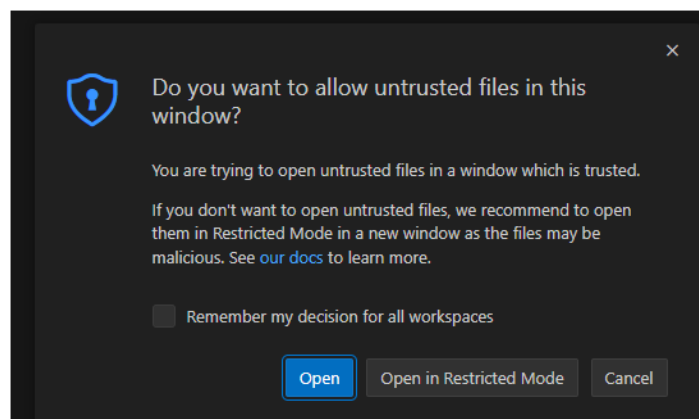 Do you want to allow untrusted files in this
window?
You are trying to open untrusted files in a window which is trusted.
If you don't want to open untrusted files, we recommend to open
them in Restricted Mode in a new window as the files may be
malicious. See our docs to learn more.
Remember my decision for all workspaces
Open
Open in Restricted Mode
Cancel